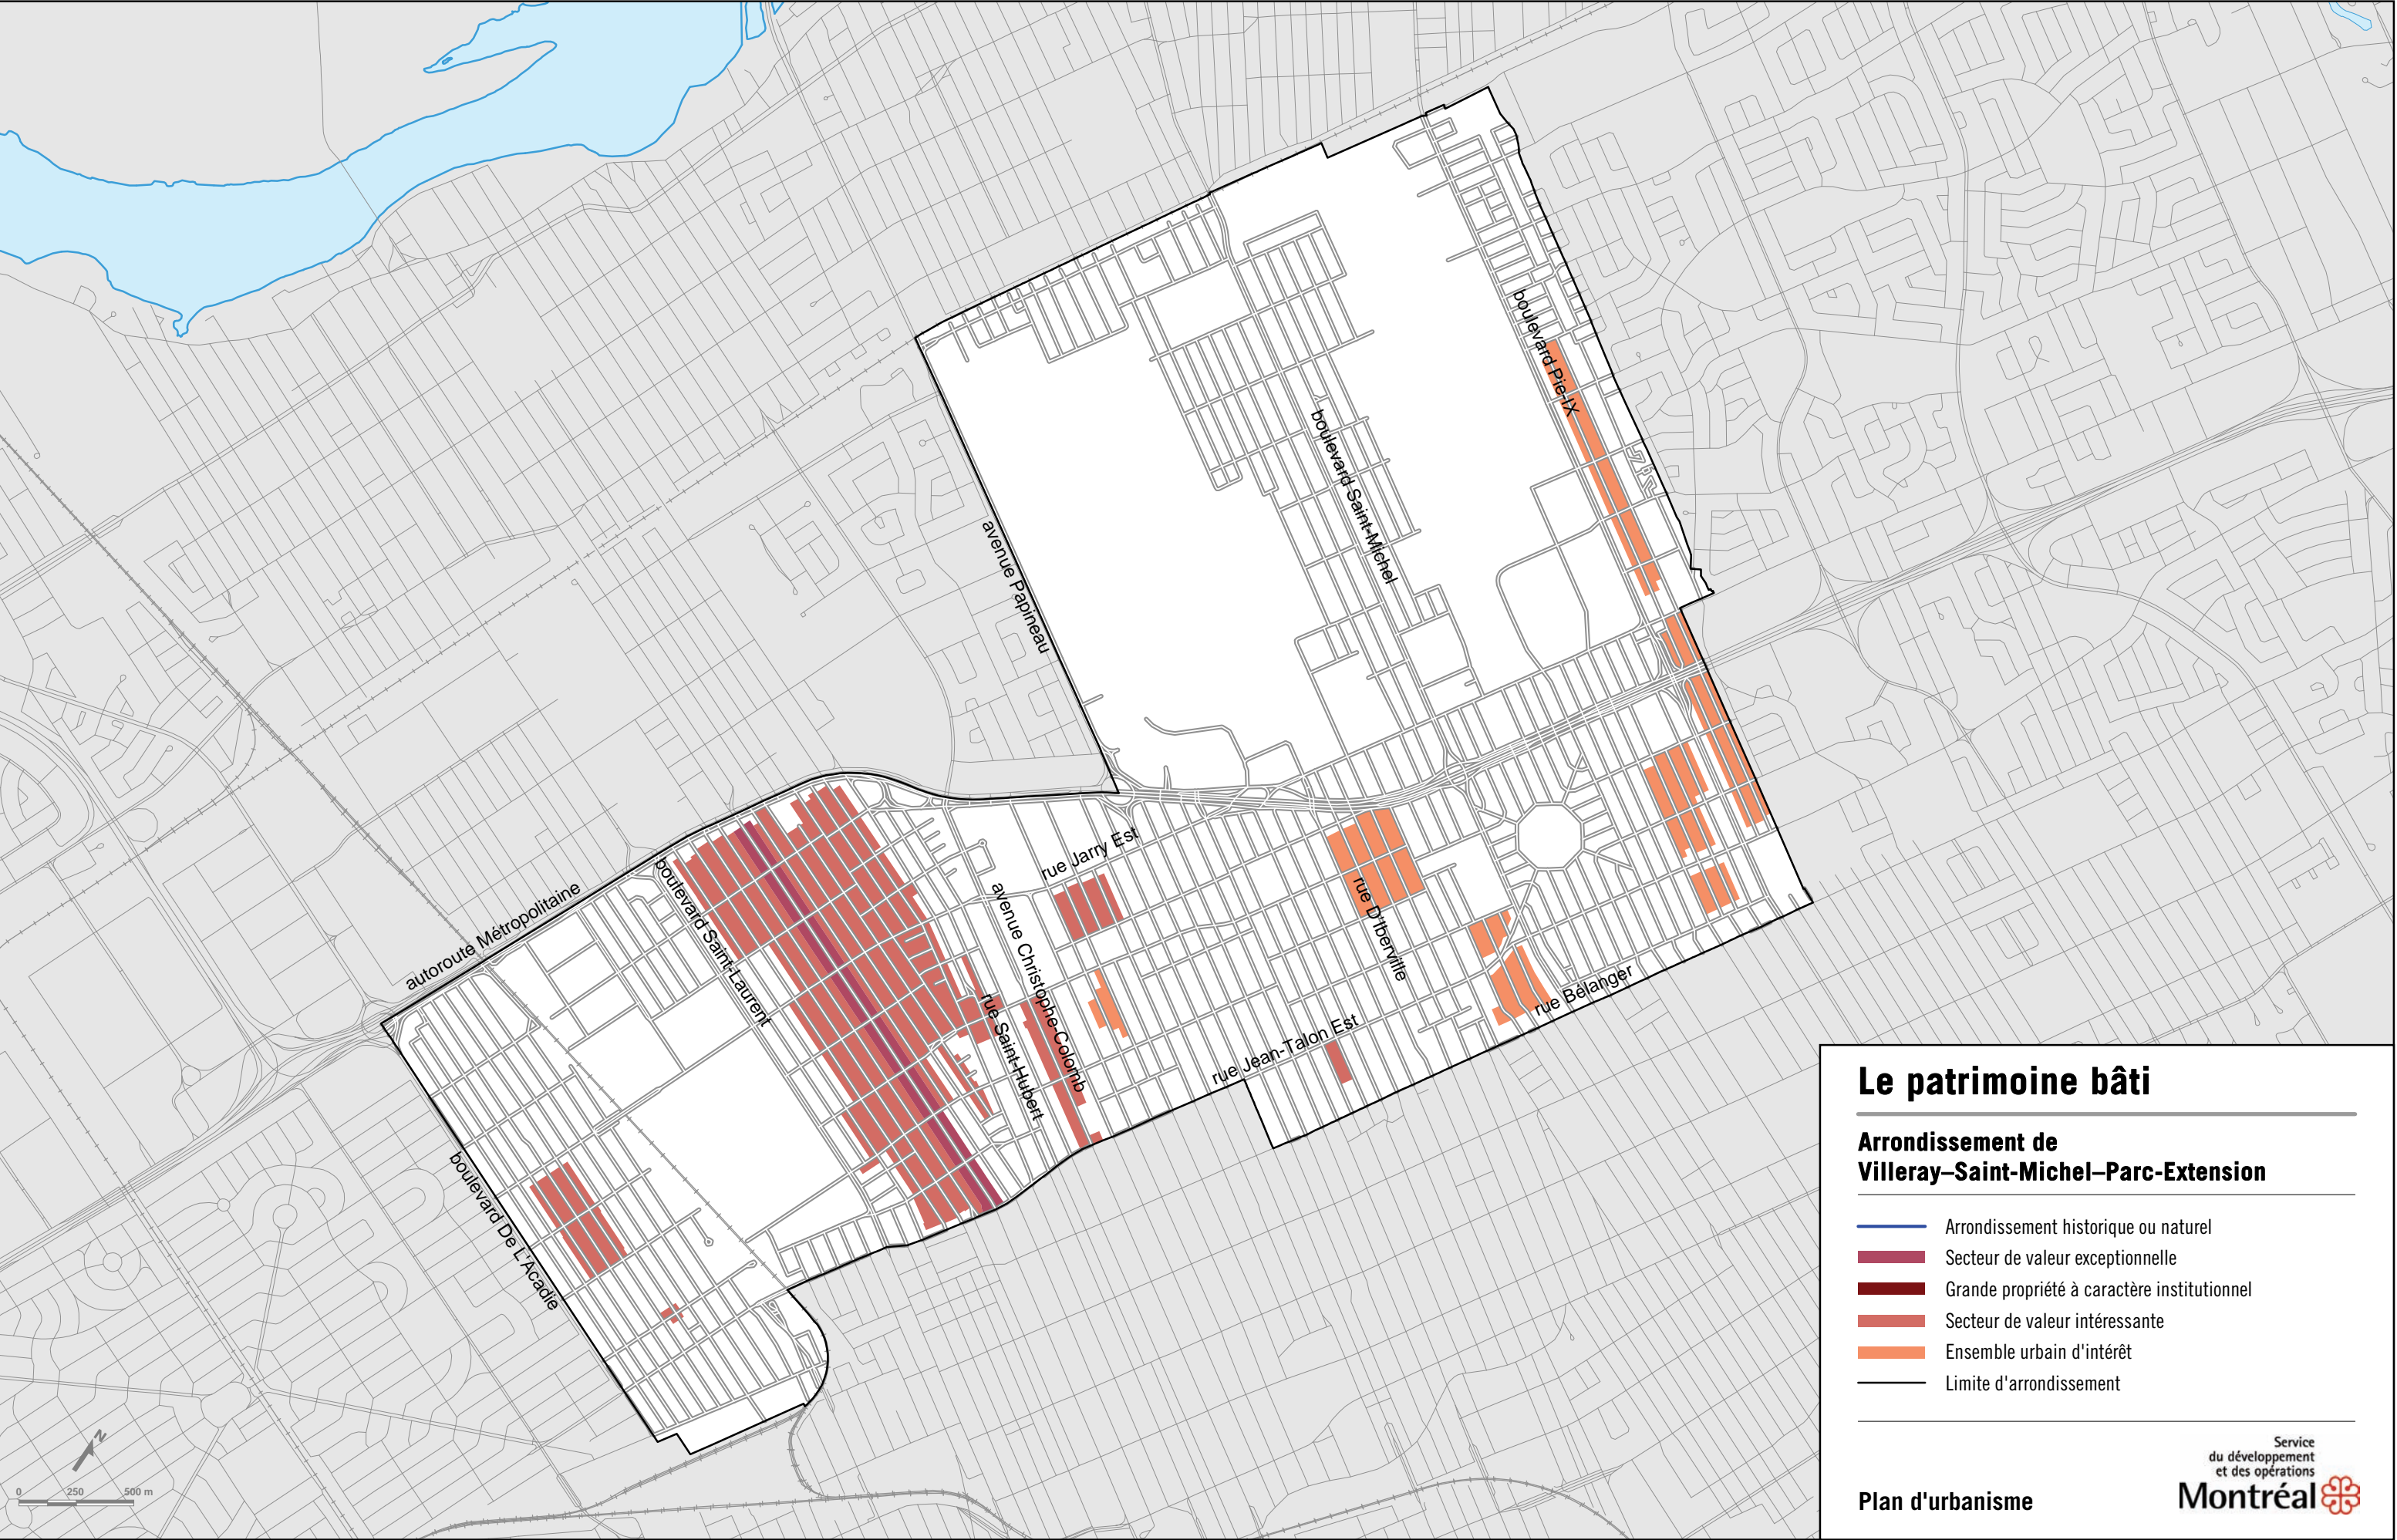 boulevard Pie-IX
boulevard Saint-Michel
avenue Papineau
rue Jarry Est
autoroute Métropolitaine
boulevard Saint-Laurent
avenue Christophe-Colomb
rue D'Iberville
rue Saint-Hubert
rue Bélanger
rue Jean-Talon Est
boulevard De L'Acadie
N
0 250 500 m
Le patrimoine bâti
Arrondissement de
Villeray–Saint-Michel–Parc-Extension
Arrondissement historique ou naturel
Secteur de valeur exceptionnelle
Grande propriété à caractère institutionnel
Secteur de valeur intéressante
Ensemble urbain d'intérêt
Limite d'arrondissement
Service
du développement
et des opérations
Montréal
Plan d'urbanisme